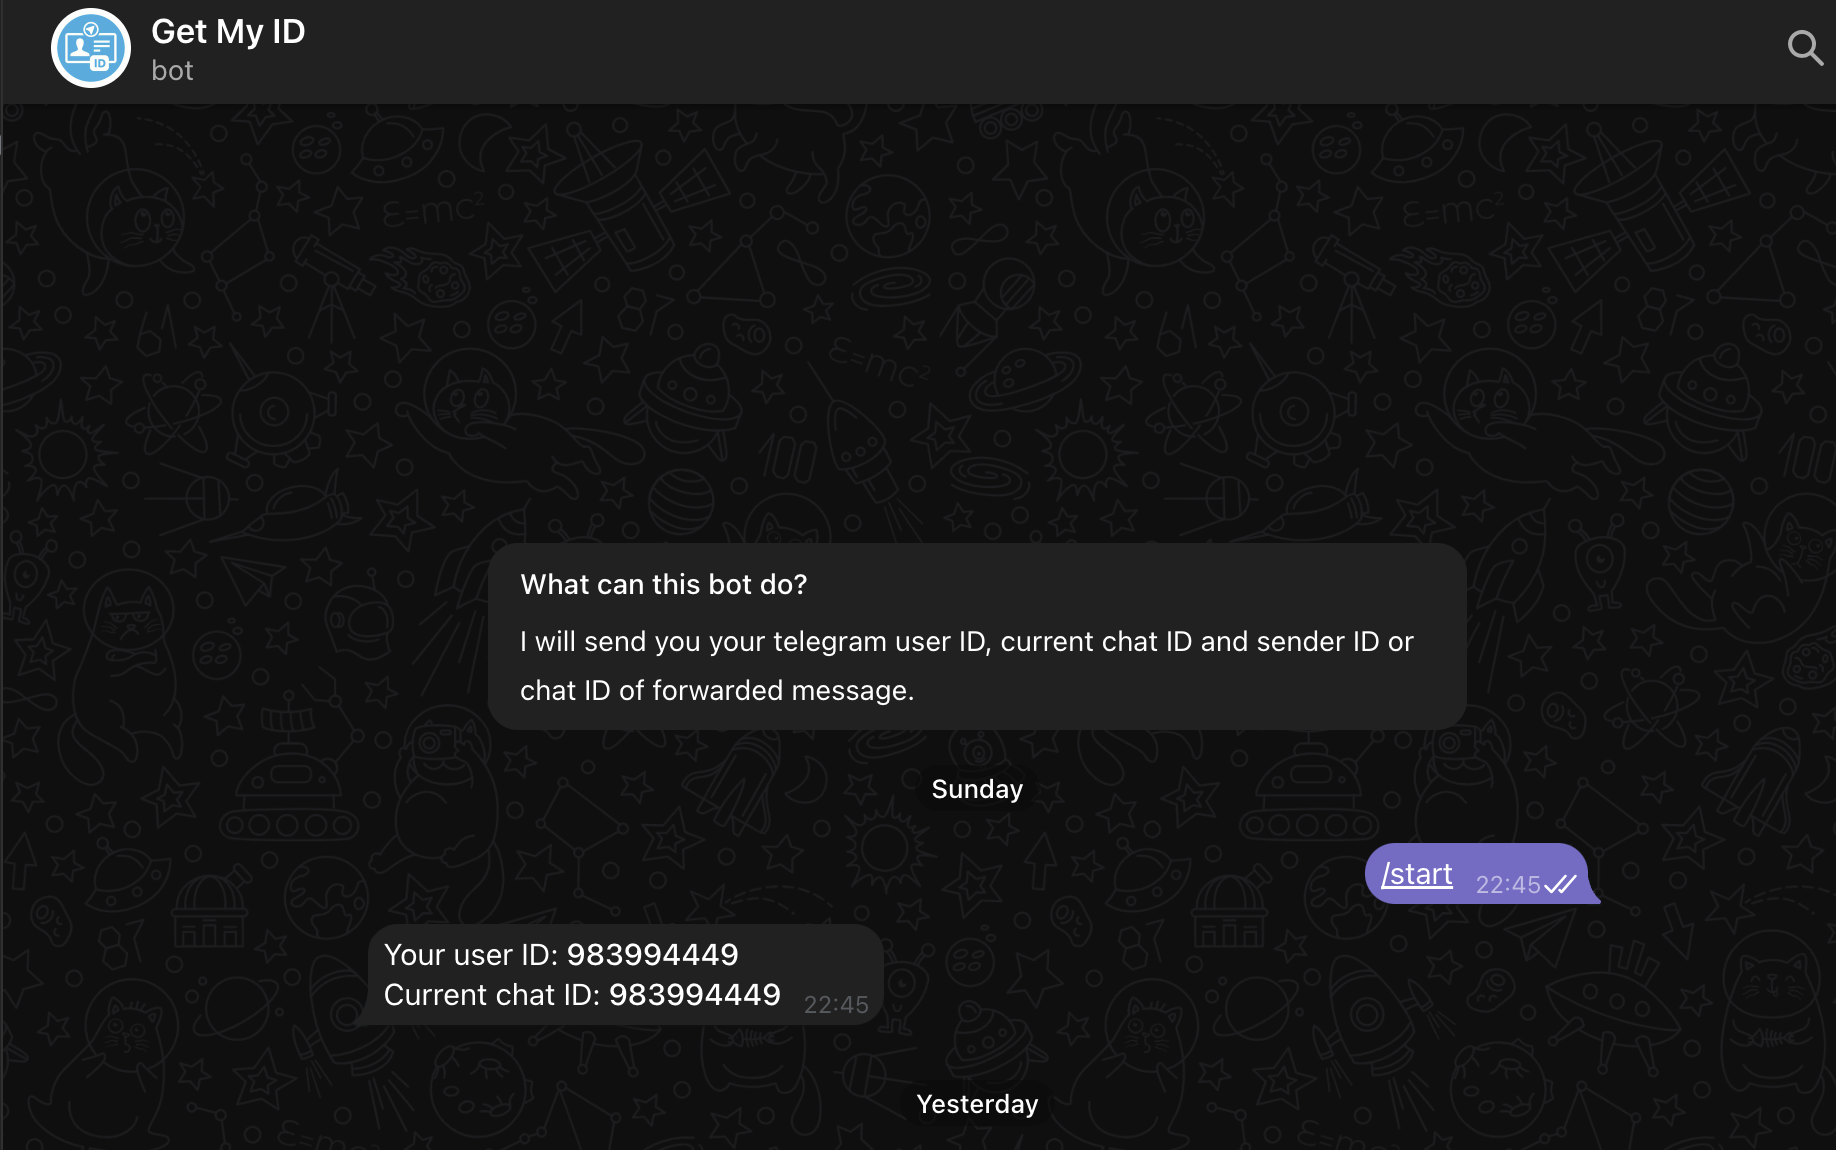 Get My ID
bot
What can this bot do?
I will send you your telegram user ID, current chat ID and sender ID or
chat ID of forwarded message.
Sunday
/start 22:45
Your user ID: 983994449
Current chat ID: 983994449 22:45
Yesterday